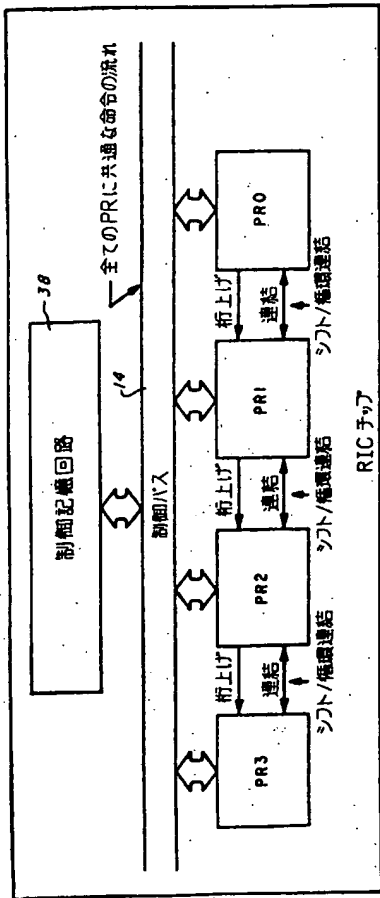 38
制御記憶回路
全てのPRに共通な命令の流れ
14
制御バス
PR3
桁上げ
連結
シフト/循環連結
PR2
桁上げ
連結
シフト/循環連結
PR1
桁上げ
連結
シフト/循環連結
PR0
RICチップ